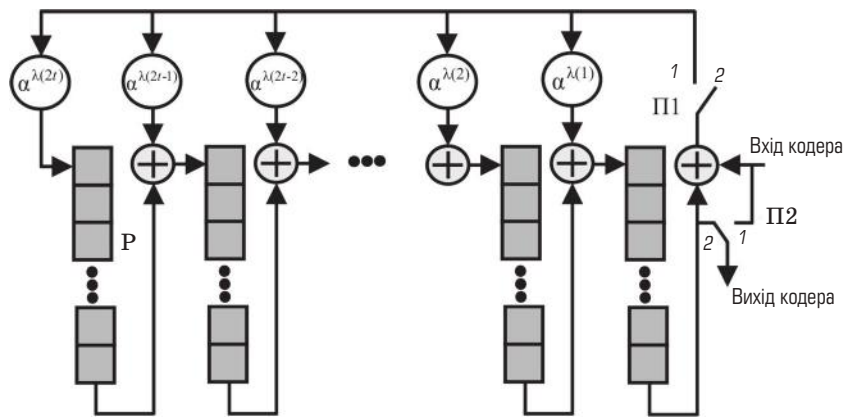 α^λ(2t) α^λ(2t-1) α^λ(2t-2) α^λ(2) α^λ(1)
1 2
П1
Вхід кодера
Р
2 1 П2
Вихід кодера